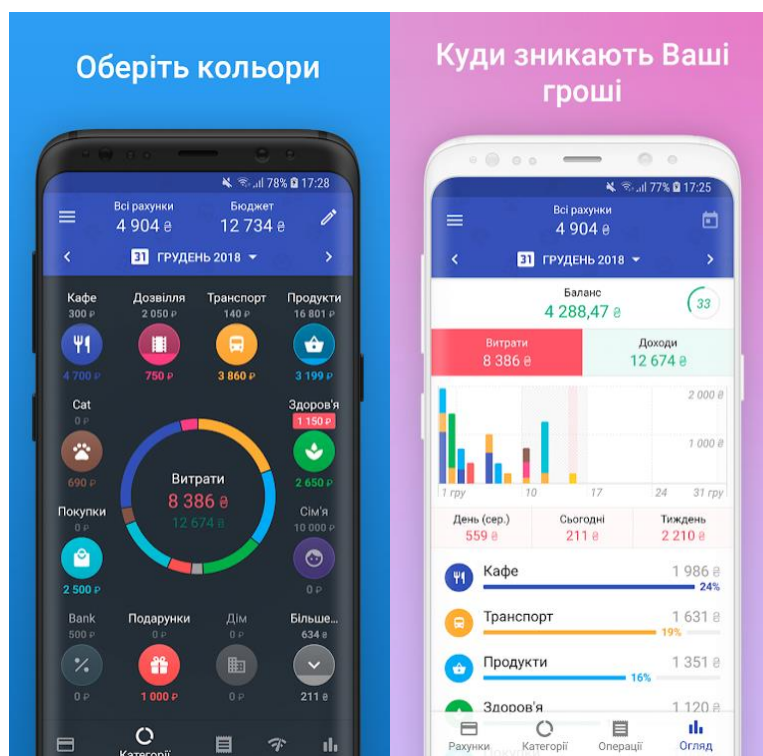 Оберіть кольори
78% 17:28
Всі рахунки Бюджет
4 904 ₴ 12 734 ₴
31 ГРУДЕНЬ 2018
Кафе Дозвілля Транспорт Продукти
300 ₽ 2 050 ₽ 140 ₽ 16 801 ₽
4 700 ₽ 750 ₽ 3 860 ₽ 3 199 ₽
Cat Здоров'я
0 ₽ 1 150 ₽
690 ₽ 2 650 ₽
Витрати
8 386 ₴
12 674 ₴
Покупки Сім'я
0 ₽ 10 000 ₽
2 500 ₽ 0 ₽
Bank Подарунки Дім Більше...
500 ₽ 0 ₽ 0 ₽ 634 ₴
0 ₽ 1 000 ₽ 0 ₽ 211 ₴
Категорії
Куди зникають Ваші
гроші
77% 17:25
Всі рахунки
4 904 ₴
31 ГРУДЕНЬ 2018
Баланс
4 288,47 ₴
33
Витрати Доходи
8 386 ₴ 12 674 ₴
2 000 ₴
1 000 ₴
1 гру 10 17 24 31 гру
День (сер.) Сьогодні Тиждень
559 ₴ 211 ₴ 2 210 ₴
Кафе 1 986 ₴
24%
Транспорт 1 631 ₴
19%
Продукти 1 351 ₴
16%
Здоров'я 1 120 ₴
Покупки
Рахунки Категорії Операції Огляд